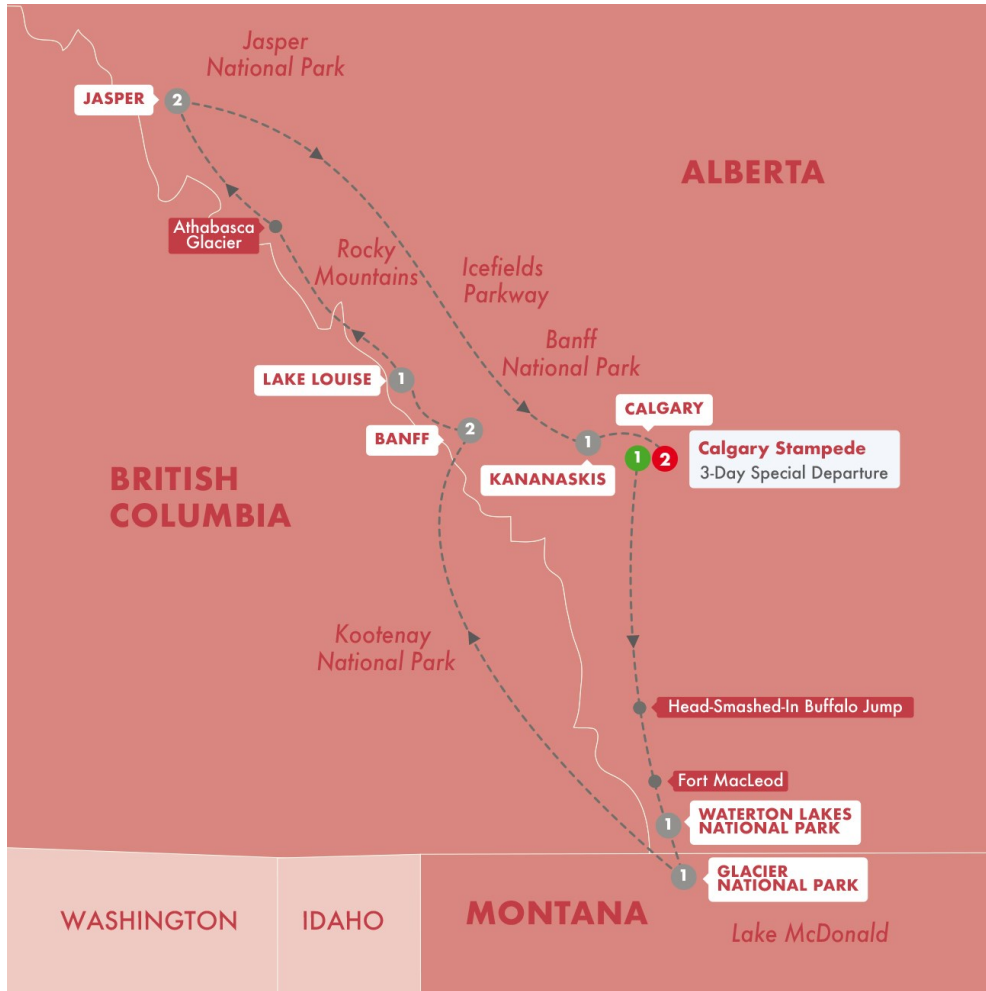 Jasper
National Park
JASPER
2
ALBERTA
Athabasca
Glacier
Rocky
Mountains
Icefields
Parkway
Banff
National Park
LAKE LOUISE
1
CALGARY
BANFF
2
1
1
2
Calgary Stampede
3-Day Special Departure
KANANASKIS
BRITISH
COLUMBIA
Kootenay
National Park
Head-Smashed-In Buffalo Jump
Fort MacLeod
1
WATERTON LAKES
NATIONAL PARK
1
GLACIER
NATIONAL PARK
WASHINGTON
IDAHO
MONTANA
Lake McDonald